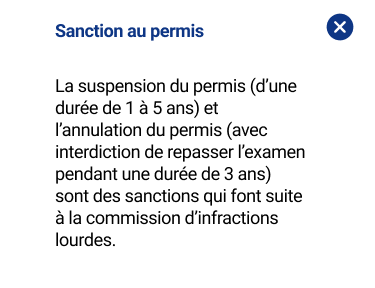 Sanction au permis
La suspension du permis (d’une
durée de 1 à 5 ans) et
l’annulation du permis (avec
interdiction de repasser l’examen
pendant une durée de 3 ans)
sont des sanctions qui font suite
à la commission d’infractions
lourdes.